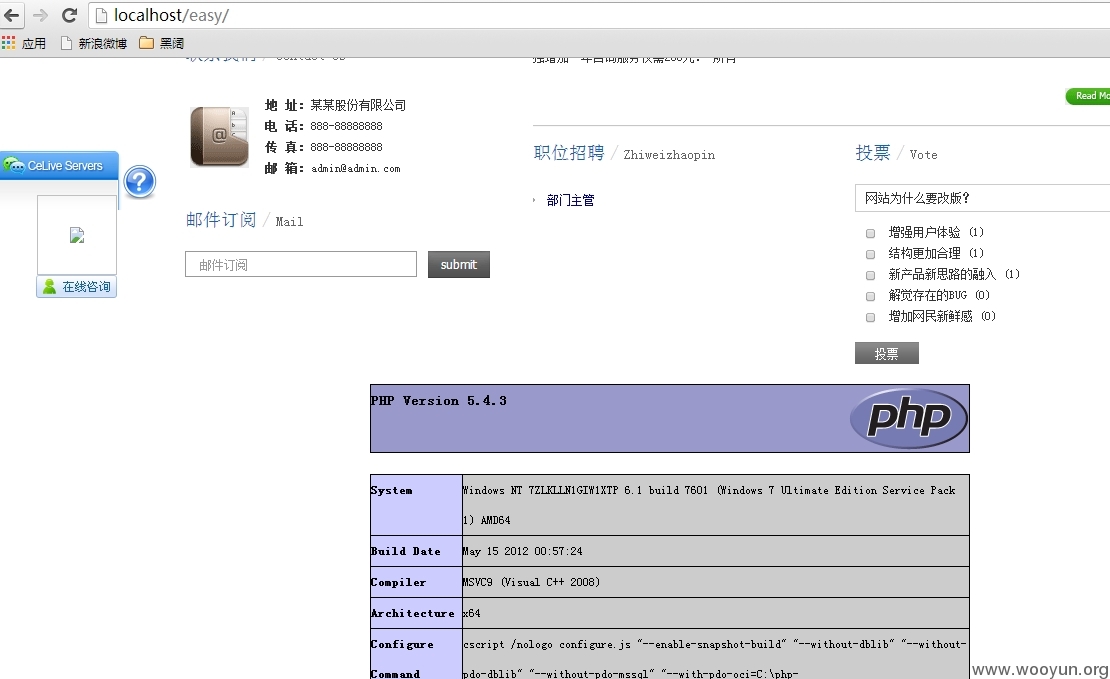 localhost/easy/
应用 新浪微博 黑阔
Contact Us
Read Mo
地 址：某某股份有限公司
电 话：888-88888888
传 真：888-88888888
邮 箱：admin@admin.com
CeLive Servers
?
在线咨询
邮件订阅 / Mail
邮件订阅
submit
职位招聘 / Zhiweizhaopin
部门主管
投票 / Vote
网站为什么要改版?
增强用户体验 (1)
结构更加合理 (1)
新产品新思路的融入 (1)
解觉存在的BUG (0)
增加网民新鲜感 (0)
投票
PHP Version 5.4.3
php
System Windows NT 7ZLKLLN1GIW1XTP 6.1 build 7601 (Windows 7 Ultimate Edition Service Pack
1) AMD64
Build Date May 15 2012 00:57:24
Compiler MSVC9 (Visual C++ 2008)
Architecture x64
Configure cscript /nologo configure.js "--enable-snapshot-build" "--without-dblib" "--without-
Command pdo-dblib" "--without-pdo-mssql" "--with-pdo-oci=C:\php-
www.wooyun.org